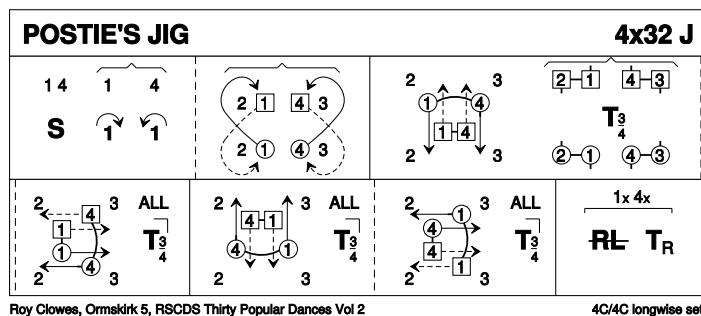 POSTIE'S JIG 4x32 J
1 4 1 4 2 3 2 1 4 3
S 1 1 2 1 4 3 1 4 T 3/4
2 1 4 3 1 4 2 1 4 3
2 3
2 3 ALL 2 3 ALL 2 3 ALL 1x 4x
4 4 1 1
1 T 3/4 4 1 T 3/4 4 T 3/4 RL TR
1 4 4
4 1
2 3 2 3 2 3
Roy Clowes, Ormskirk 5, RSCDS Thirty Popular Dances Vol 2 4C/4C longwise set